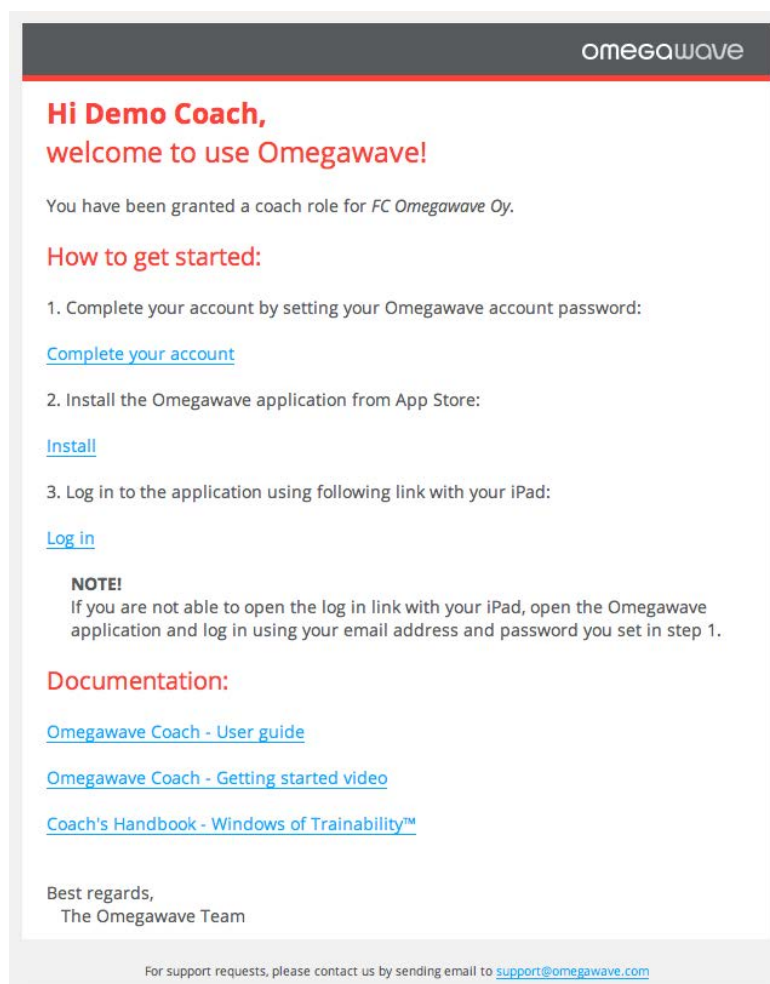 omegawave
Hi Demo Coach,
welcome to use Omegawave!
You have been granted a coach role for FC Omegawave Oy.
How to get started:
1. Complete your account by setting your Omegawave account password:
Complete your account
2. Install the Omegawave application from App Store:
Install
3. Log in to the application using following link with your iPad:
Log in
NOTE!
If you are not able to open the log in link with your iPad, open the Omegawave
application and log in using your email address and password you set in step 1.
Documentation:
Omegawave Coach - User guide
Omegawave Coach - Getting started video
Coach's Handbook - Windows of Trainability™
Best regards,
The Omegawave Team
For support requests, please contact us by sending email to support@omegawave.com